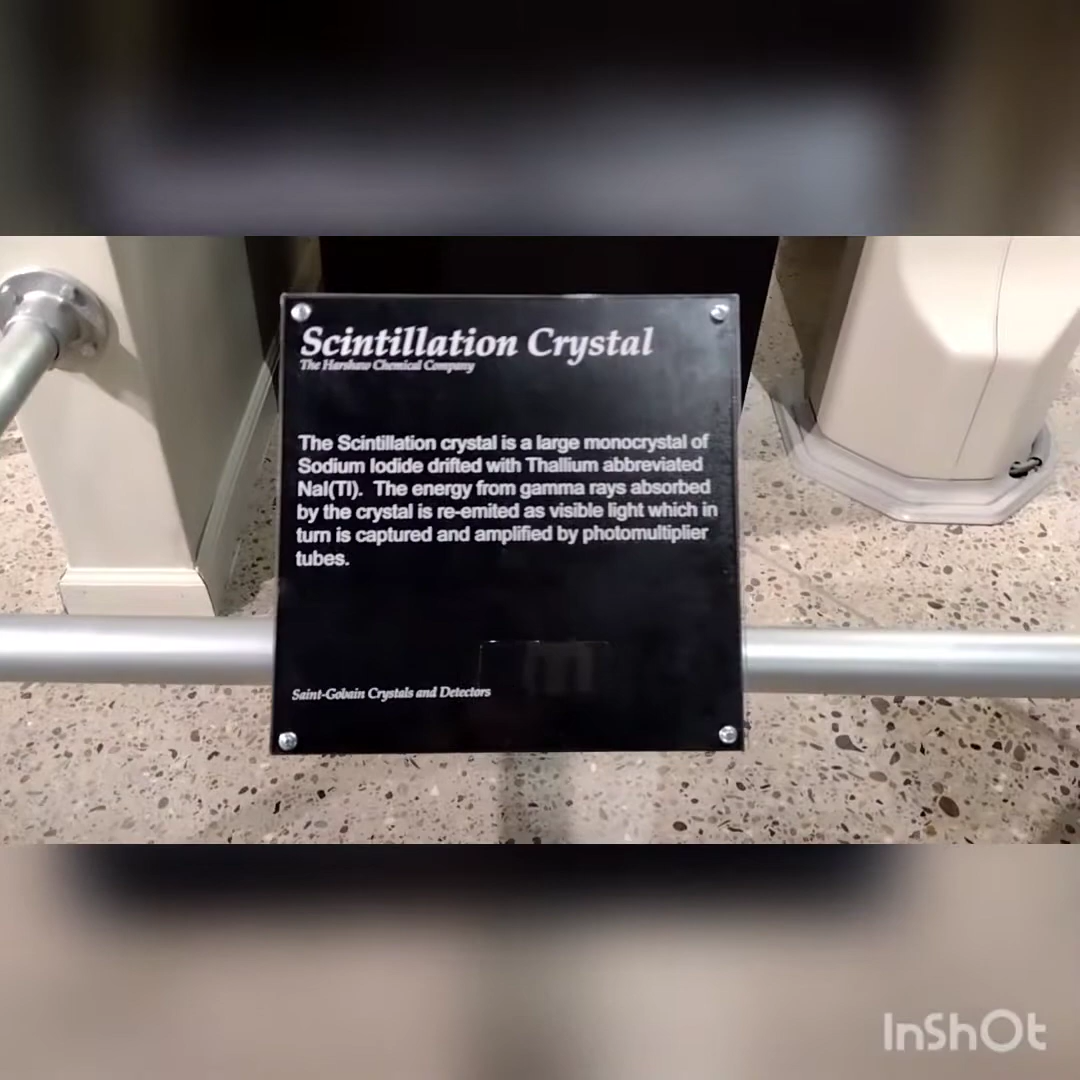 Scintillation Crystal
The Harshaw Chemical Company
The Scintillation crystal is a large monocrystal of
Sodium Iodide drifted with Thallium abbreviated
NaI(Tl). The energy from gamma rays absorbed
by the crystal is re-emited as visible light which in
turn is captured and amplified by photomultiplier
tubes.
Saint-Gobain Crystals and Detectors
InShOt